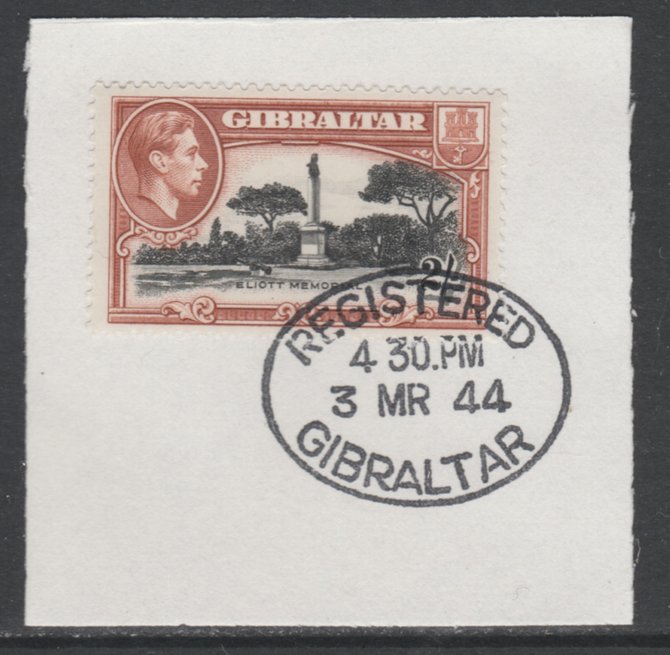 GIBRALTAR
2/-
ELIOTT MEMORIAL
REGISTERED
4 30.PM
3 MR 44
GIBRALTAR